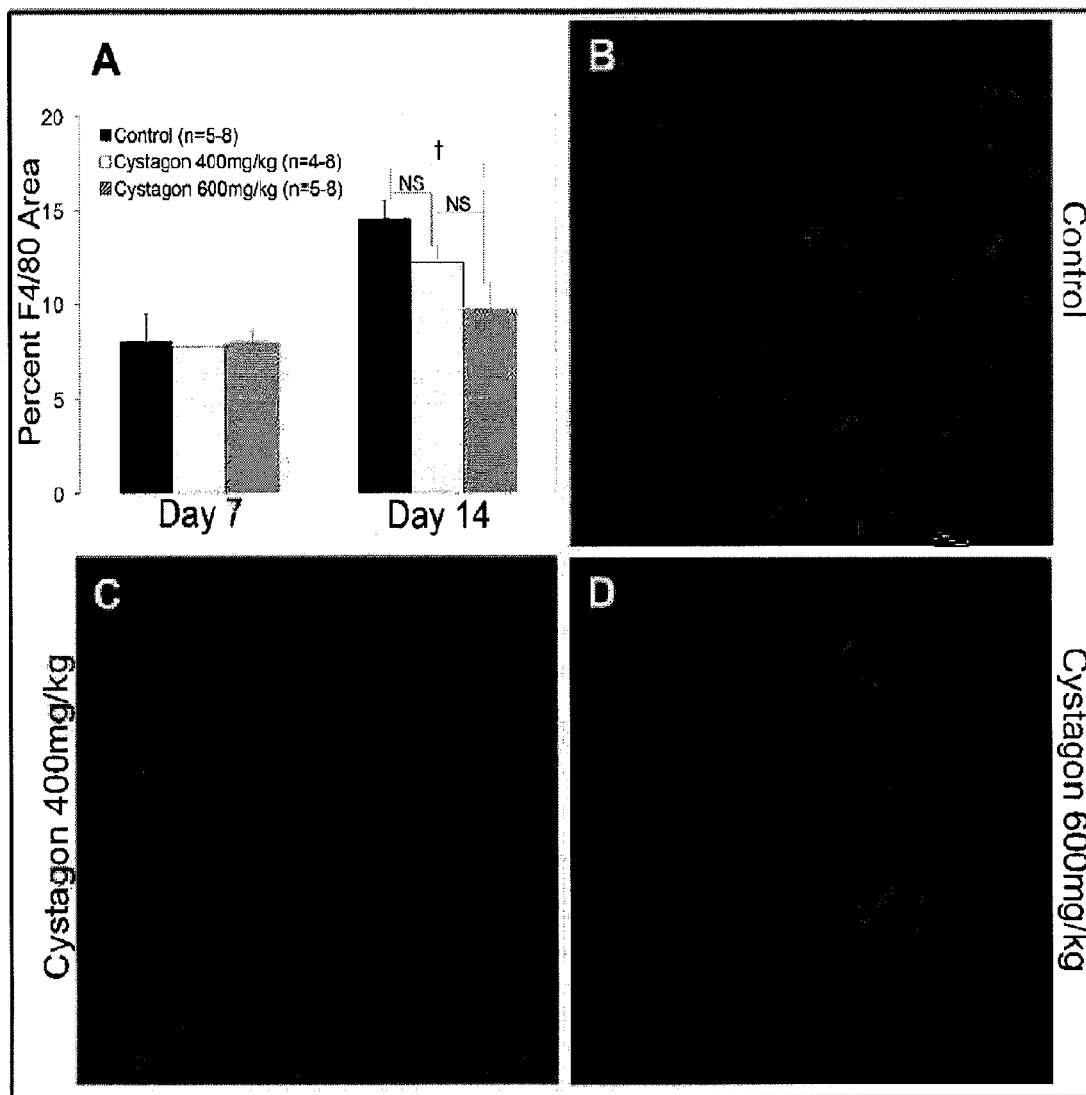 A
20
15
10
5
0
Percent F4/80 Area
Control (n=5-8)
Cystagon 400mg/kg (n=4-8)
Cystagon 600mg/kg (n=5-8)
†
NS
NS
Day 7
Day 14
B
Control
C
Cystagon 400mg/kg
D
Cystagon 600mg/kg